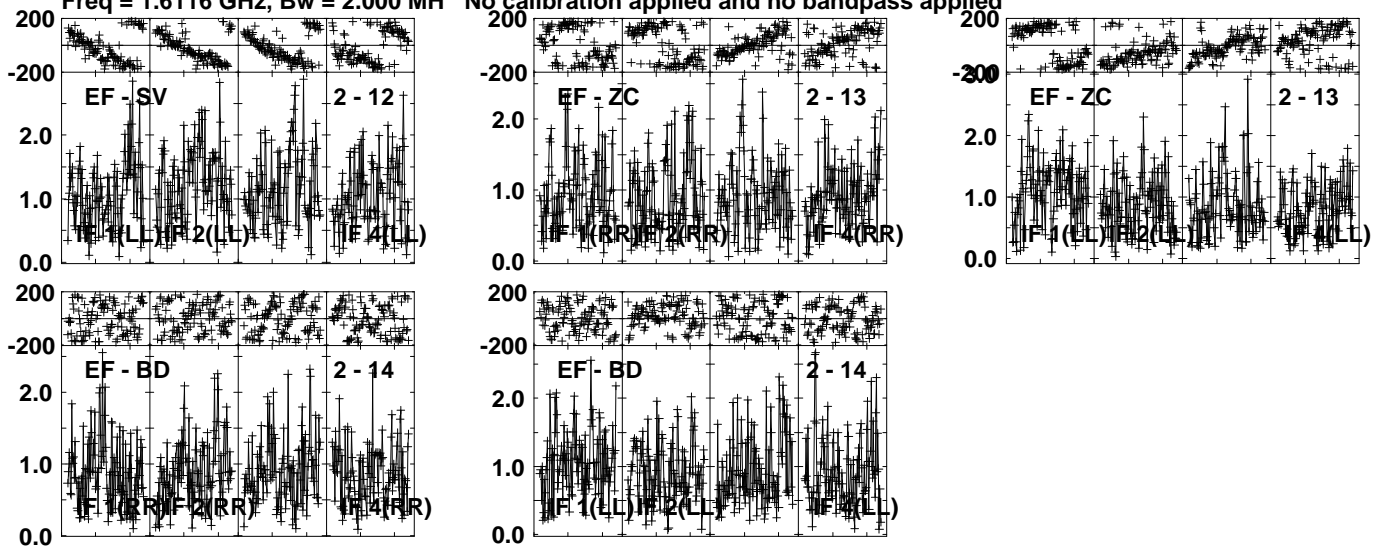 Freq = 1.6116 GHz, Bw = 2.000 MH No calibration applied and no bandpass applied
200
-200
EF - SV 2 - 12
2.0
1.0
0.0
IF 1(LL) IF 2(LL) IF 4(LL)
200
-200
EF - ZC 2 - 13
2.0
1.0
0.0
IF 1(RR) IF 2(RR) IF 4(RR)
200
-200
3.0
EF - ZC 2 - 13
2.0
1.0
0.0
IF 1(LL) IF 2(LL) IF 4(LL)
200
-200
EF - BD 2 - 14
2.0
1.0
0.0
IF 1(RR) IF 2(RR) IF 4(RR)
200
-200
EF - BD 2 - 14
2.0
1.0
0.0
IF 1(LL) IF 2(LL) IF 4(LL)